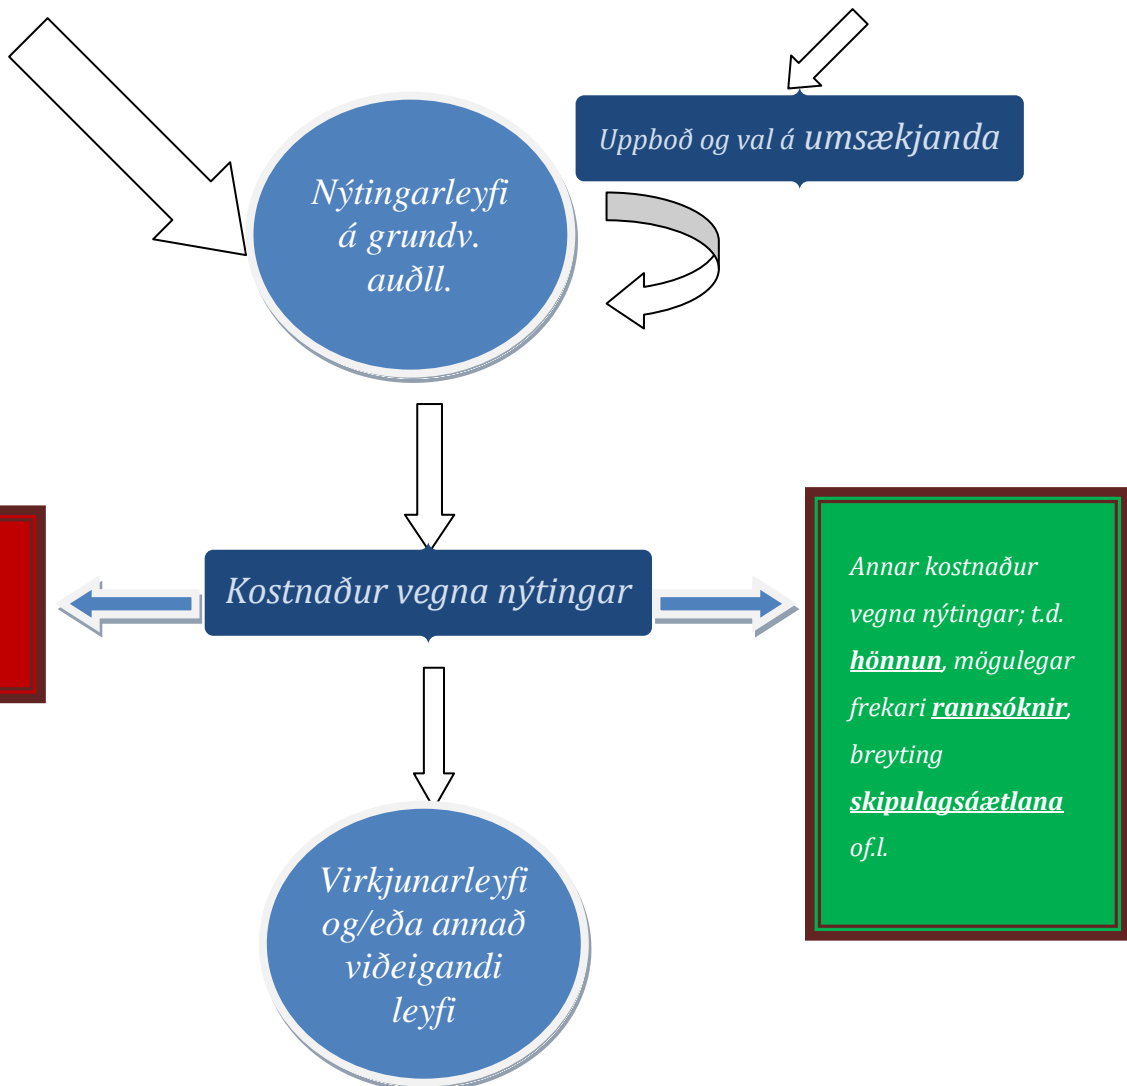 Uppboð og val á umsækjanda
Nýtingarleyfi
á grundv.
auðll.
Kostnaður vegna nýtingar
Annar kostnaður
vegna nýtingar; t.d.
hönnun, mögulegar
frekari rannsóknir,
breyting
skipulagsáætlana
of.l.
Virkjunarleyfi
og/eða annað
viðeigandi
leyfi